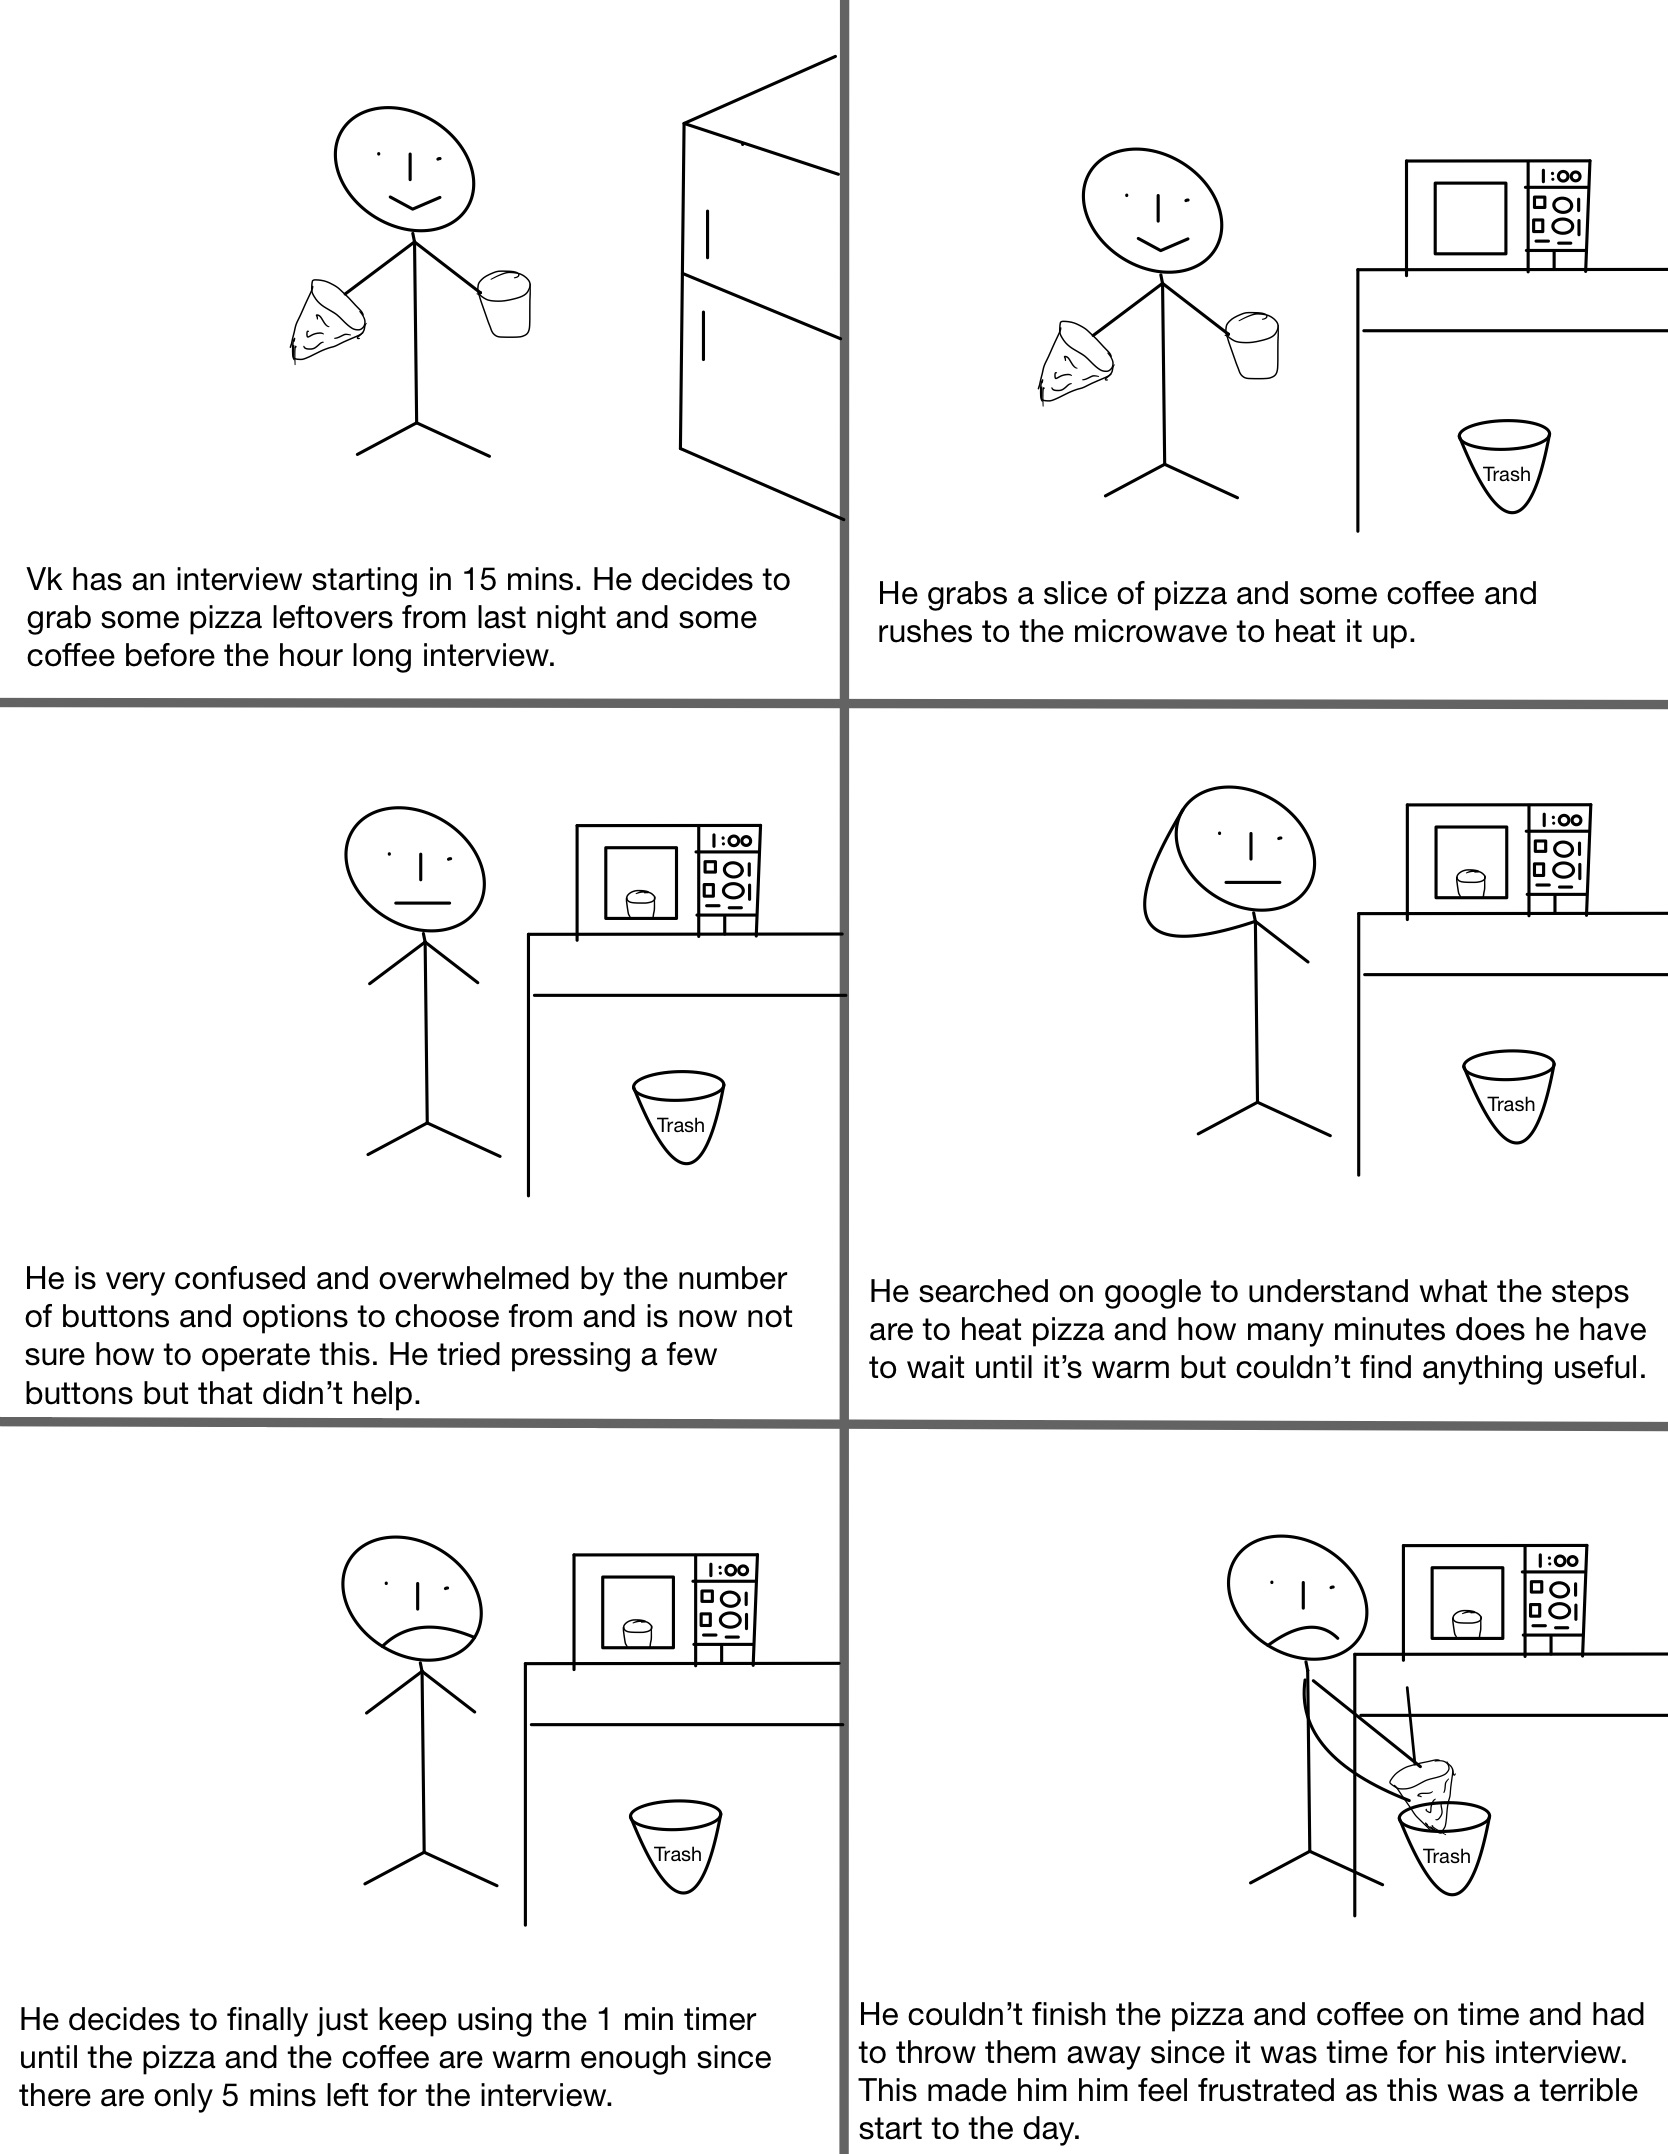 1:00
Trash
Vk has an interview starting in 15 mins. He decides to
grab some pizza leftovers from last night and some
coffee before the hour long interview.
He grabs a slice of pizza and some coffee and
rushes to the microwave to heat it up.
1:00
Trash
He is very confused and overwhelmed by the number
of buttons and options to choose from and is now not
sure how to operate this. He tried pressing a few
buttons but that didn’t help.
1:00
Trash
He searched on google to understand what the steps
are to heat pizza and how many minutes does he have
to wait until it’s warm but couldn’t find anything useful.
1:00
Trash
He decides to finally just keep using the 1 min timer
until the pizza and the coffee are warm enough since
there are only 5 mins left for the interview.
1:00
Trash
He couldn’t finish the pizza and coffee on time and had
to throw them away since it was time for his interview.
This made him him feel frustrated as this was a terrible
start to the day.